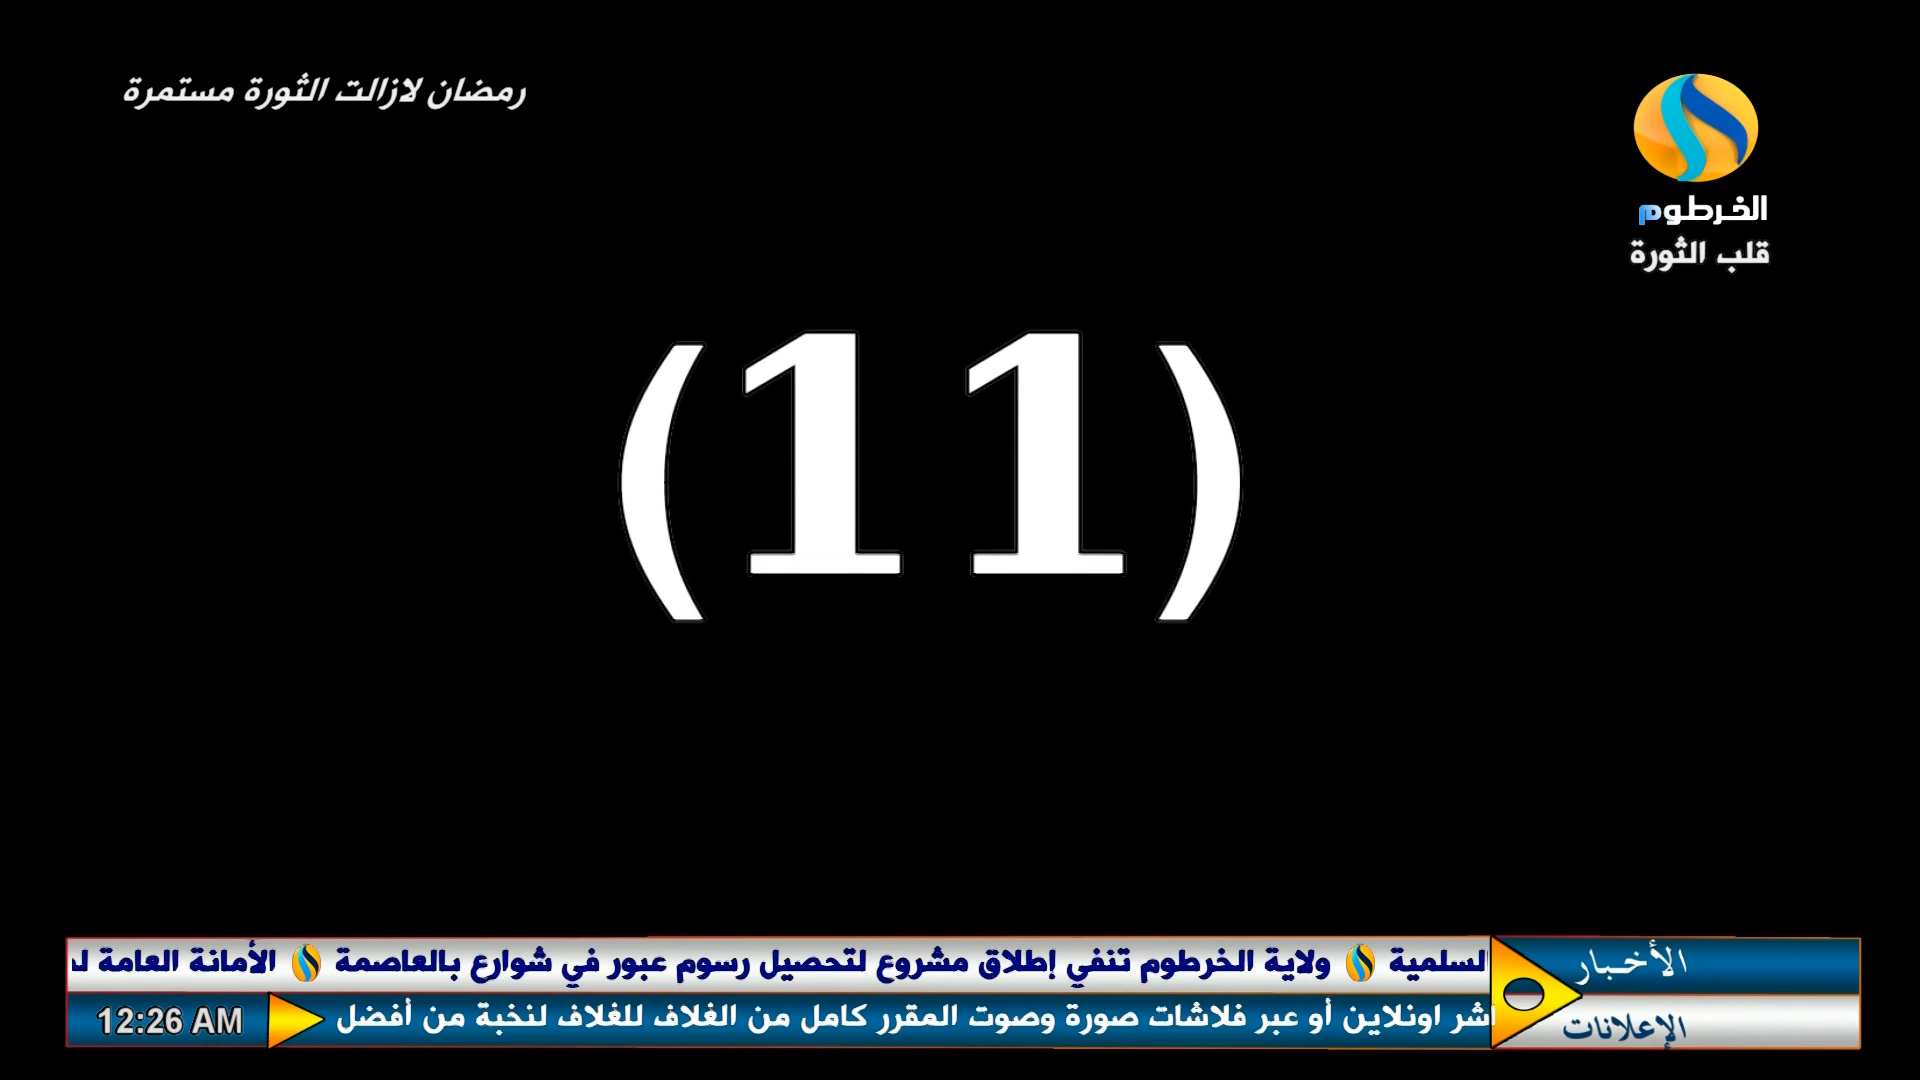 رمضان لازالت الثورة مستمرة
الخرطوم
قلب الثورة
(11)
الأخبار
السلمية ولاية الخرطوم تنفي إطلاق مشروع لتحصيل رسوم عبور في شوارع بالعاصمة الأمانة العامة
الإعلانات
اونلاين أو عبر فلاشات صورة وصوت المقرر كامل من الغلاف للغلاف لنخبة من أفضل
12:26 AM